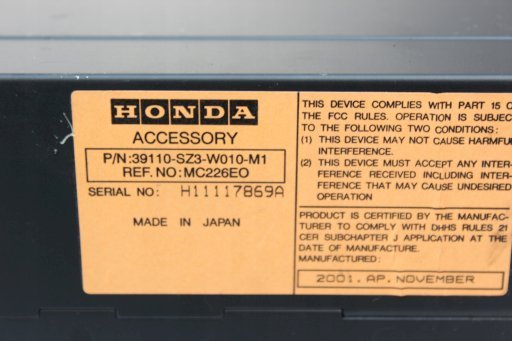 HONDA
ACCESSORY
P/N:39110-SZ3-W010-M1
REF. NO: MC226EO
SERIAL NO: H11117869A
MADE IN JAPAN
THIS DEVICE COMPLIES WITH PART 15 O
THE FCC RULES. OPERATION IS SUBJEC
TO THE FOLLOWING TWO CONDITIONS:
(1) THIS DEVICE MAY NOT CAUSE HARMFU
INTERFERENCE.
(2) THIS DEVICE MUST ACCEPT ANY INTER-
FERENCE RECEIVED INCLUDING INTER-
FERENCE THAT MAY CAUSE UNDESIRED
OPERATION
PRODUCT IS CERTIFIED BY THE MANUFAC-
TURER TO COMPLY WITH DHHS RULES 21
CER SUBCHAPTER J APPLICATION AT THE
DATE OF MANUFACTURE.
MANUFACTURED:
2001. AP. NOVEMBER